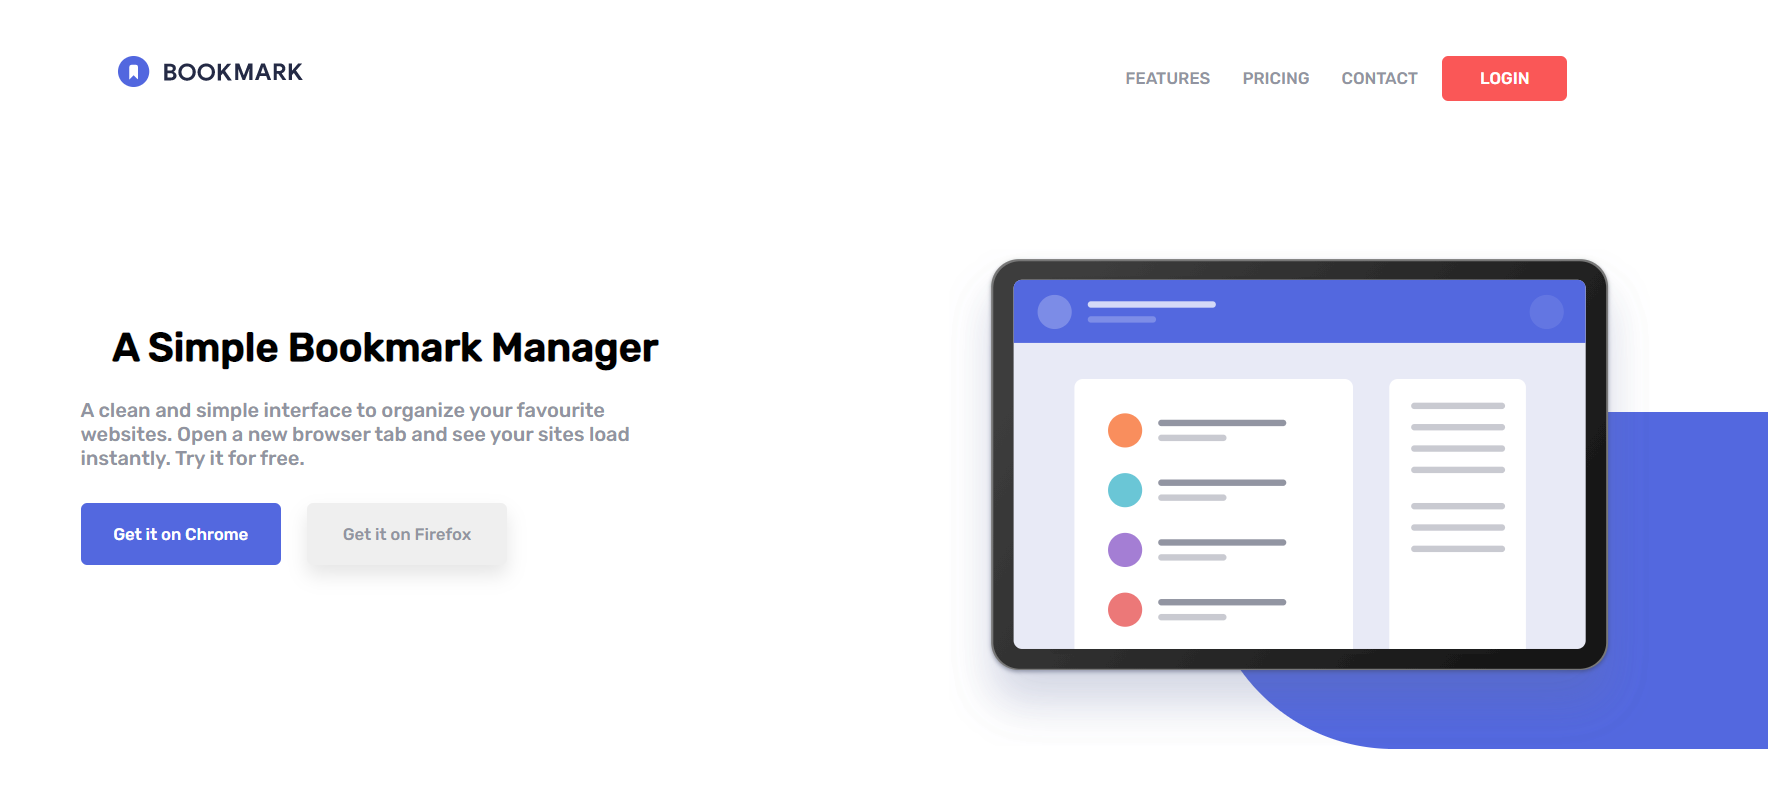 BOOKMARK
FEATURES PRICING CONTACT LOGIN
A Simple Bookmark Manager
A clean and simple interface to organize your favourite
websites. Open a new browser tab and see your sites load
instantly. Try it for free.
Get it on Chrome Get it on Firefox